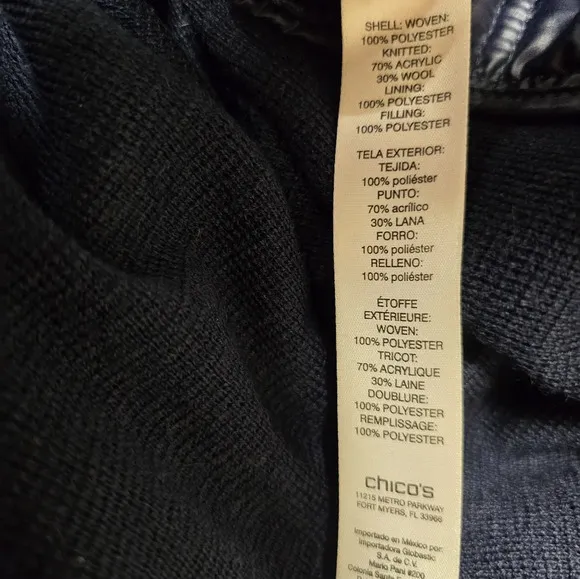 SHELL: WOVEN:
100% POLYESTER
KNITTED:
70% ACRYLIC
30% WOOL
LINING:
100% POLYESTER
FILLING:
100% POLYESTER
TELA EXTERIOR:
TEJIDA:
100% poliéster
PUNTO:
70% acrílico
30% LANA
FORRO:
100% poliéster
RELLENO:
100% poliéster
ÉTOFFE
EXTÉRIEURE:
WOVEN:
100% POLYESTER
TRICOT:
70% ACRYLIQUE
30% LAINE
DOUBLURE:
100% POLYESTER
REMPLISSAGE:
100% POLYESTER
chico's
11215 METRO PARKWAY
FORT MYERS, FL 33966
Importado en México por:
Importadora Globastic
S.A. de C.V.
Mario Pani #200
Colonia Santa